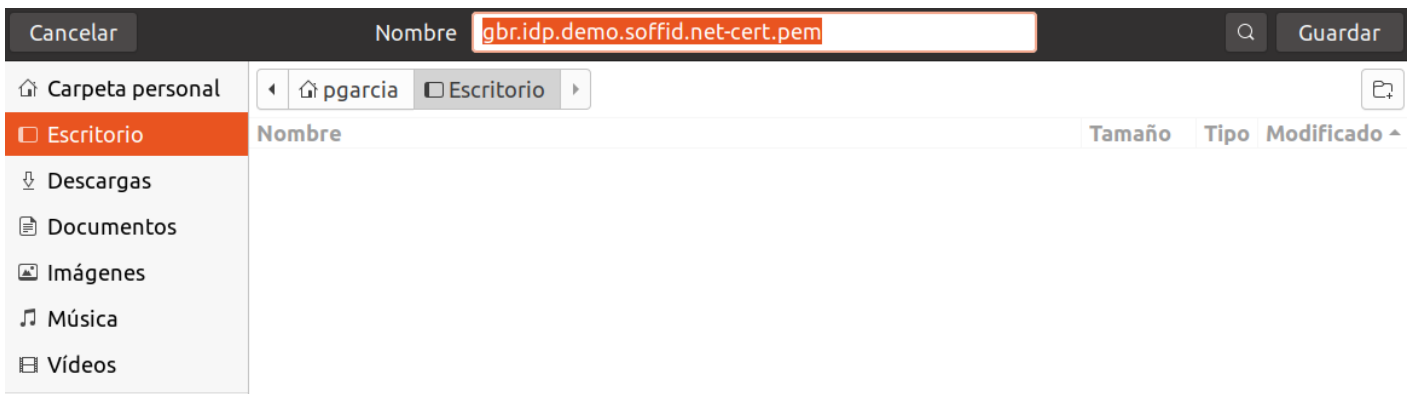 Cancelar Nombre gbr.idp.demo.soffid.net-cert.pem Guardar
Carpeta personal pgarcia Escritorio
Escritorio Nombre Tamaño Tipo Modificado
Descargas
Documentos
Imágenes
Música
Vídeos